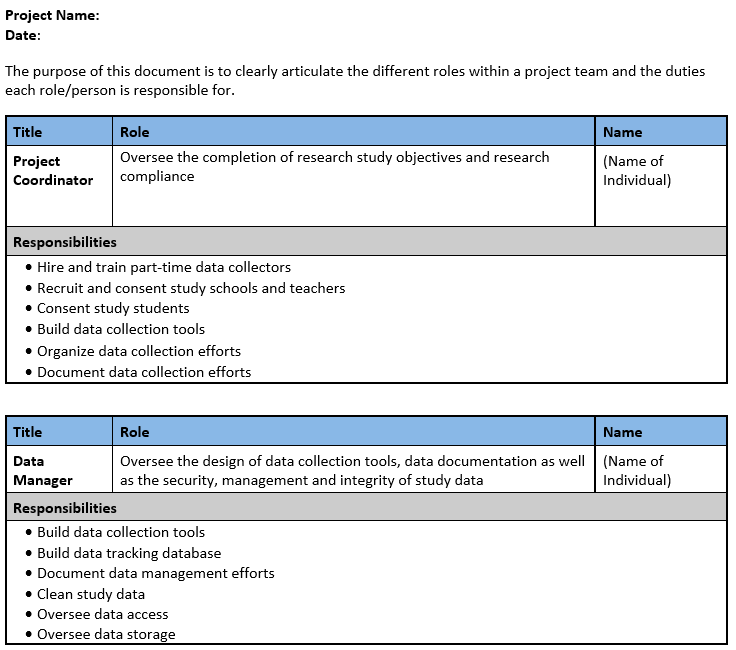 Project Name:
Date:
The purpose of this document is to clearly articulate the different roles within a project team and the duties
each role/person is responsible for.
Title Role Name
Project Coordinator Oversee the completion of research study objectives and research (Name of
compliance Individual)
Responsibilities
• Hire and train part-time data collectors
• Recruit and consent study schools and teachers
• Consent study students
• Build data collection tools
• Organize data collection efforts
• Document data collection efforts
Title Role Name
Data Oversee the design of data collection tools, data documentation as well (Name of
Manager as the security, management and integrity of study data Individual)
Responsibilities
• Build data collection tools
• Build data tracking database
• Document data management efforts
• Clean study data
• Oversee data access
• Oversee data storage